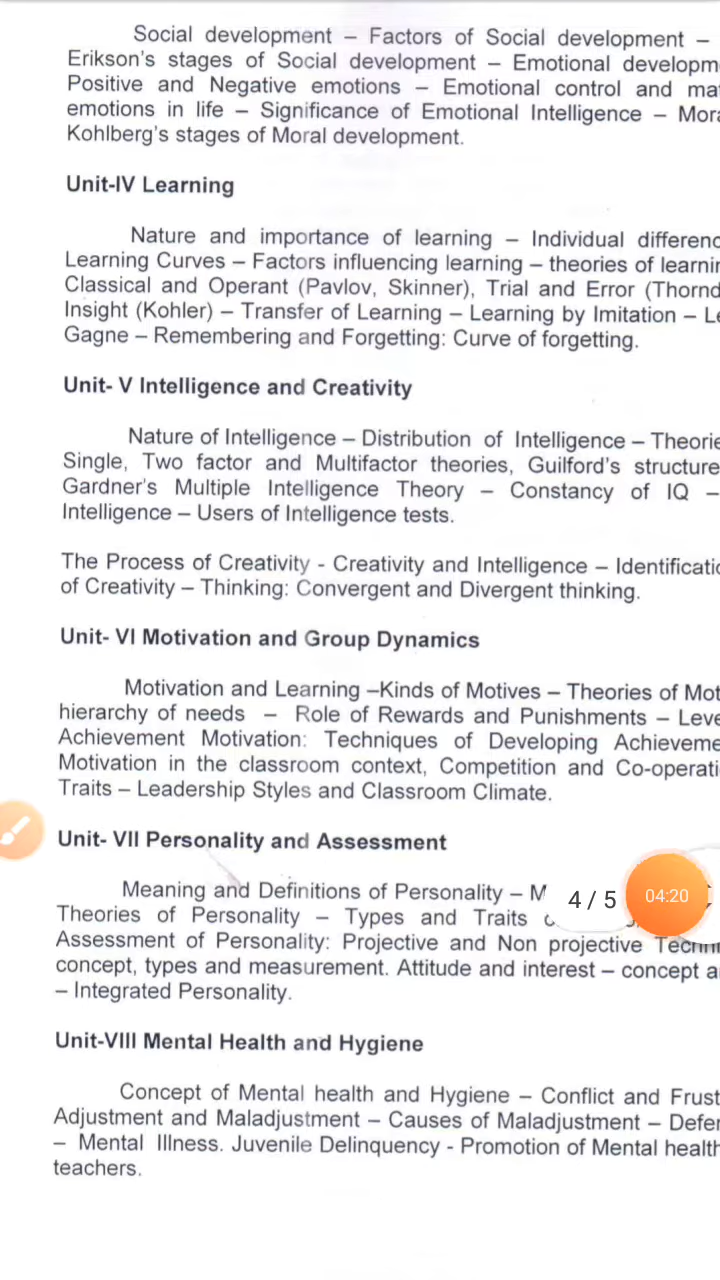 Social development – Factors of Social development –
Erikson's stages of Social development – Emotional developm
Positive and Negative emotions – Emotional control and mat
emotions in life – Significance of Emotional Intelligence – Mora
Kohlberg's stages of Moral development.
Unit-IV Learning
Nature and importance of learning – Individual differenc
Learning Curves – Factors influencing learning – theories of learnin
Classical and Operant (Pavlov, Skinner), Trial and Error (Thornd
Insight (Kohler) – Transfer of Learning – Learning by Imitation – Le
Gagne – Remembering and Forgetting: Curve of forgetting.
Unit- V Intelligence and Creativity
Nature of Intelligence – Distribution of Intelligence – Theorie
Single, Two factor and Multifactor theories, Guilford's structure
Gardner's Multiple Intelligence Theory – Constancy of IQ –
Intelligence – Users of Intelligence tests.
The Process of Creativity - Creativity and Intelligence – Identificatio
of Creativity – Thinking: Convergent and Divergent thinking.
Unit- VI Motivation and Group Dynamics
Motivation and Learning –Kinds of Motives – Theories of Mot
hierarchy of needs – Role of Rewards and Punishments – Leve
Achievement Motivation: Techniques of Developing Achieveme
Motivation in the classroom context, Competition and Co-operati
Traits – Leadership Styles and Classroom Climate.
Unit- VII Personality and Assessment
Meaning and Definitions of Personality – M
4 / 5
04:20
Theories of Personality – Types and Traits
Assessment of Personality: Projective and Non projective Techni
concept, types and measurement. Attitude and interest – concept a
– Integrated Personality.
Unit-VIII Mental Health and Hygiene
Concept of Mental health and Hygiene – Conflict and Frust
Adjustment and Maladjustment – Causes of Maladjustment – Defer
– Mental Illness. Juvenile Delinquency - Promotion of Mental health
teachers.